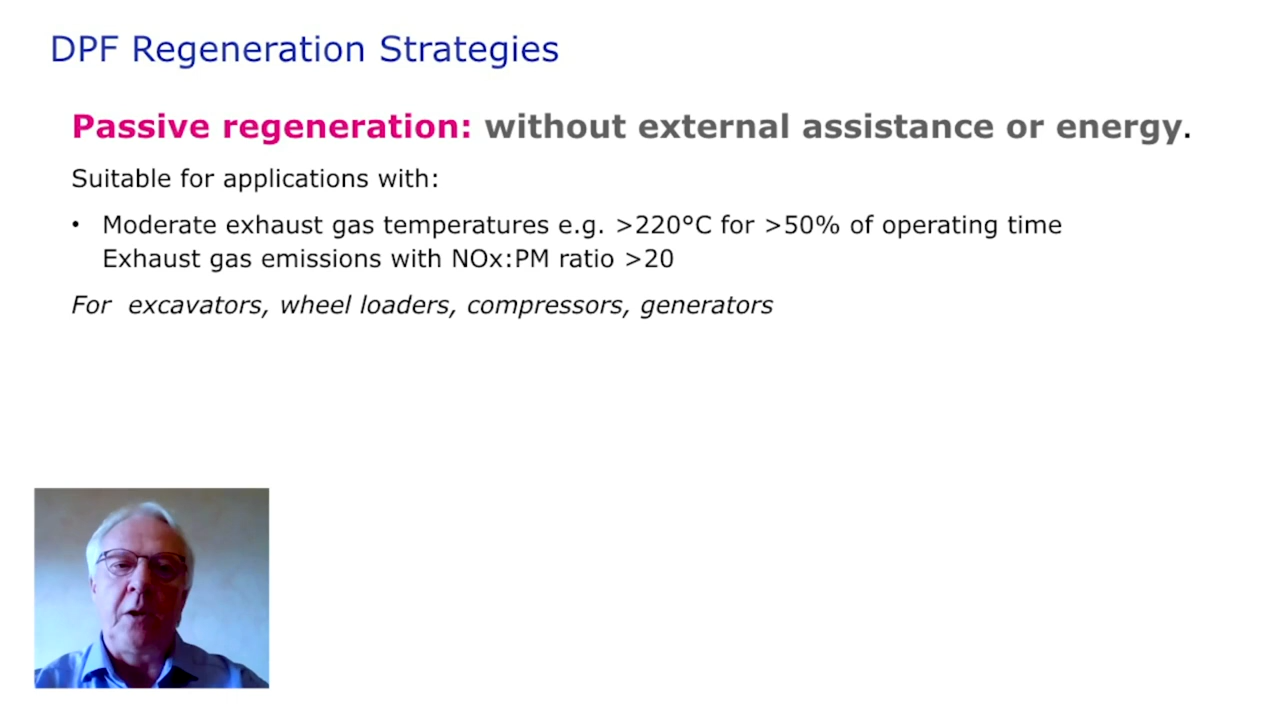 DPF Regeneration Strategies
Passive regeneration: without external assistance or energy.
Suitable for applications with:
• Moderate exhaust gas temperatures e.g. >220°C for >50% of operating time
Exhaust gas emissions with NOx:PM ratio >20
For excavators, wheel loaders, compressors, generators